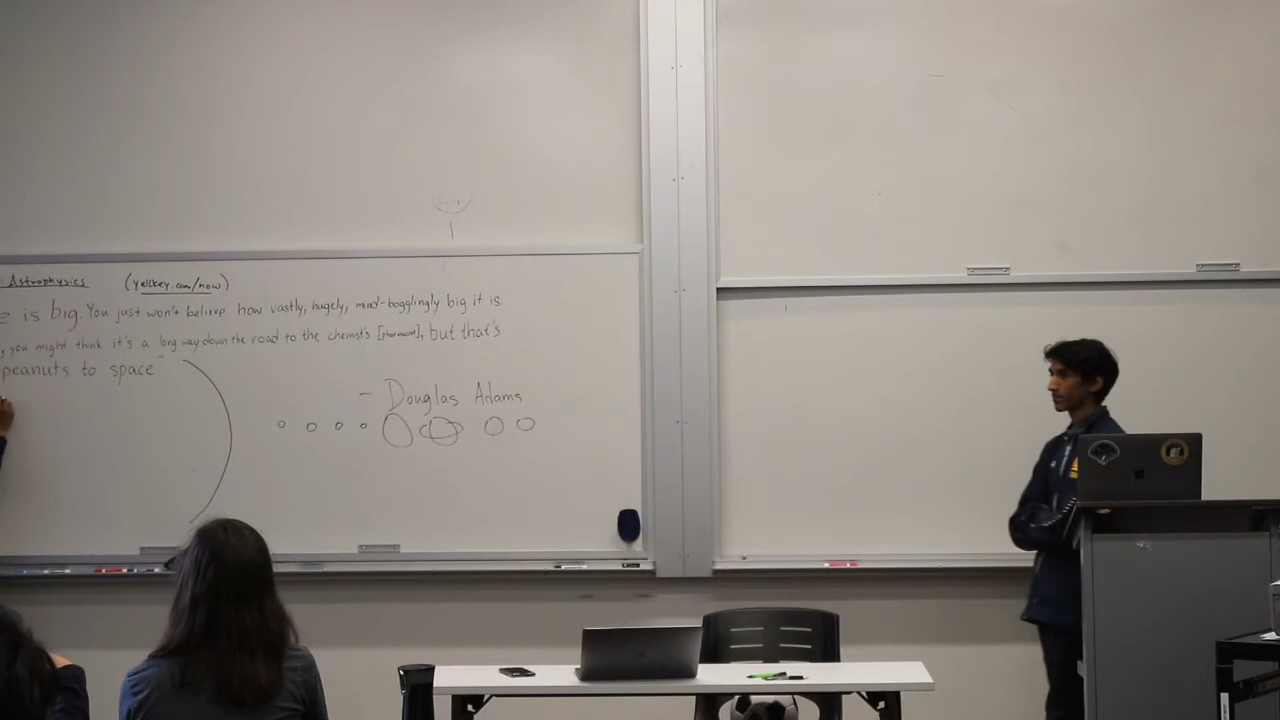 Astrophysics (yellkey.com/now)
e is big. You just won't believe how vastly, hugely, mind-bogglingly big it is.
, you might think it's a long way down the road to the chemist's [pharmacist], but that's
peanuts to space"
- Douglas Adams